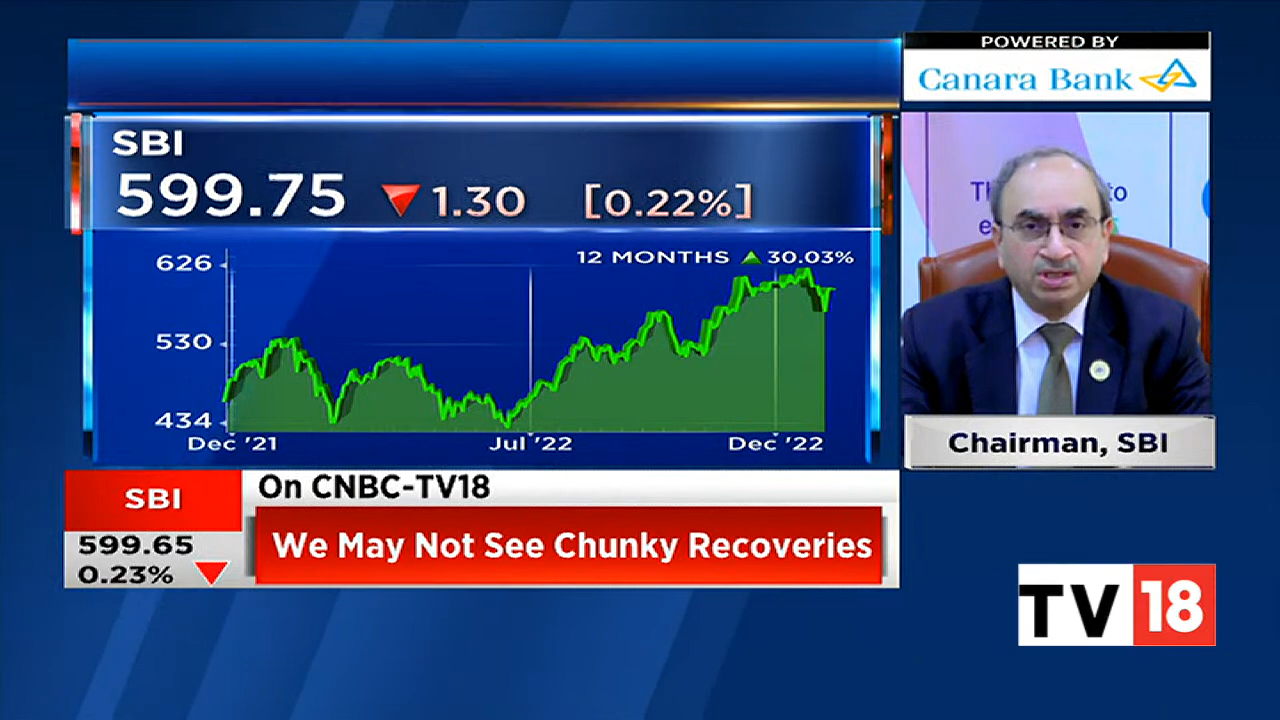 POWERED BY
Canara Bank
SBI
599.75 ▼ 1.30 [0.22%]
12 MONTHS ▲ 30.03%
626
530
434
Dec '21 Jul '22 Dec '22
to
Chairman, SBI
SBI
599.65
0.23% ▼
On CNBC-TV18
We May Not See Chunky Recoveries
TV18